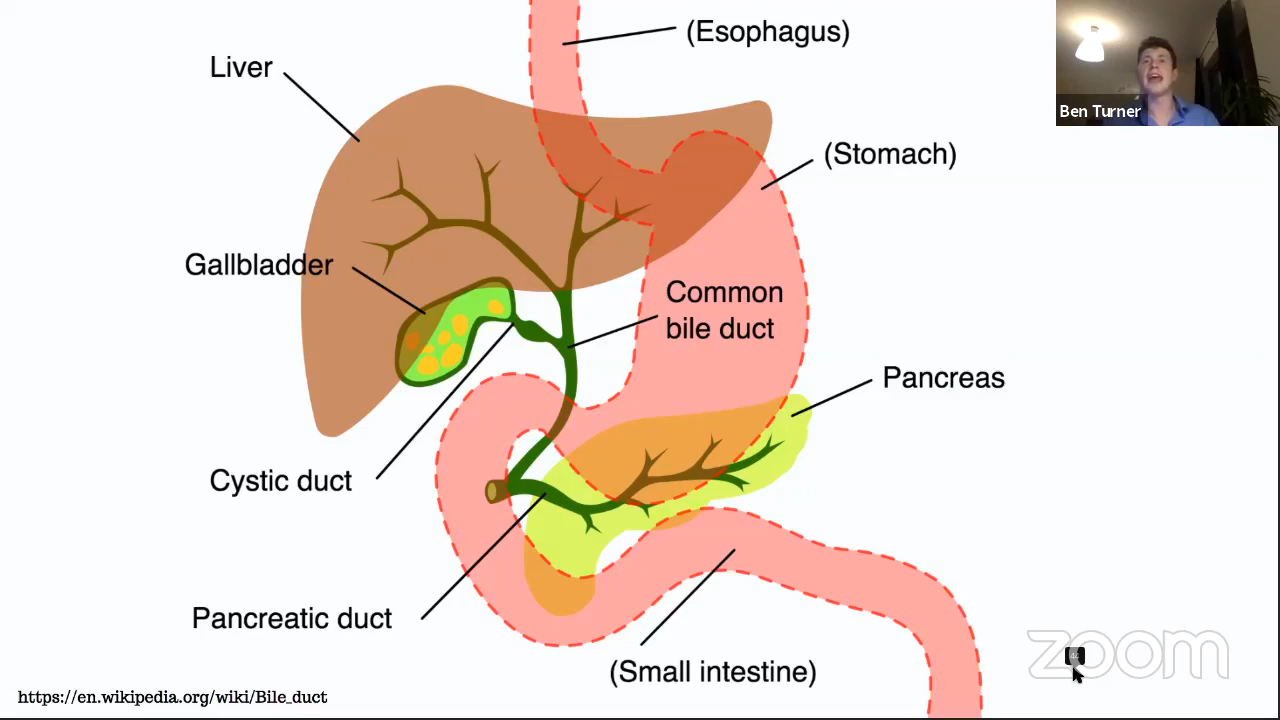 (Esophagus)
Liver
Ben Turner
(Stomach)
Gallbladder
Common
bile duct
Pancreas
Cystic duct
Pancreatic duct
(Small intestine)
zoom
https://en.wikipedia.org/wiki/Bile_duct